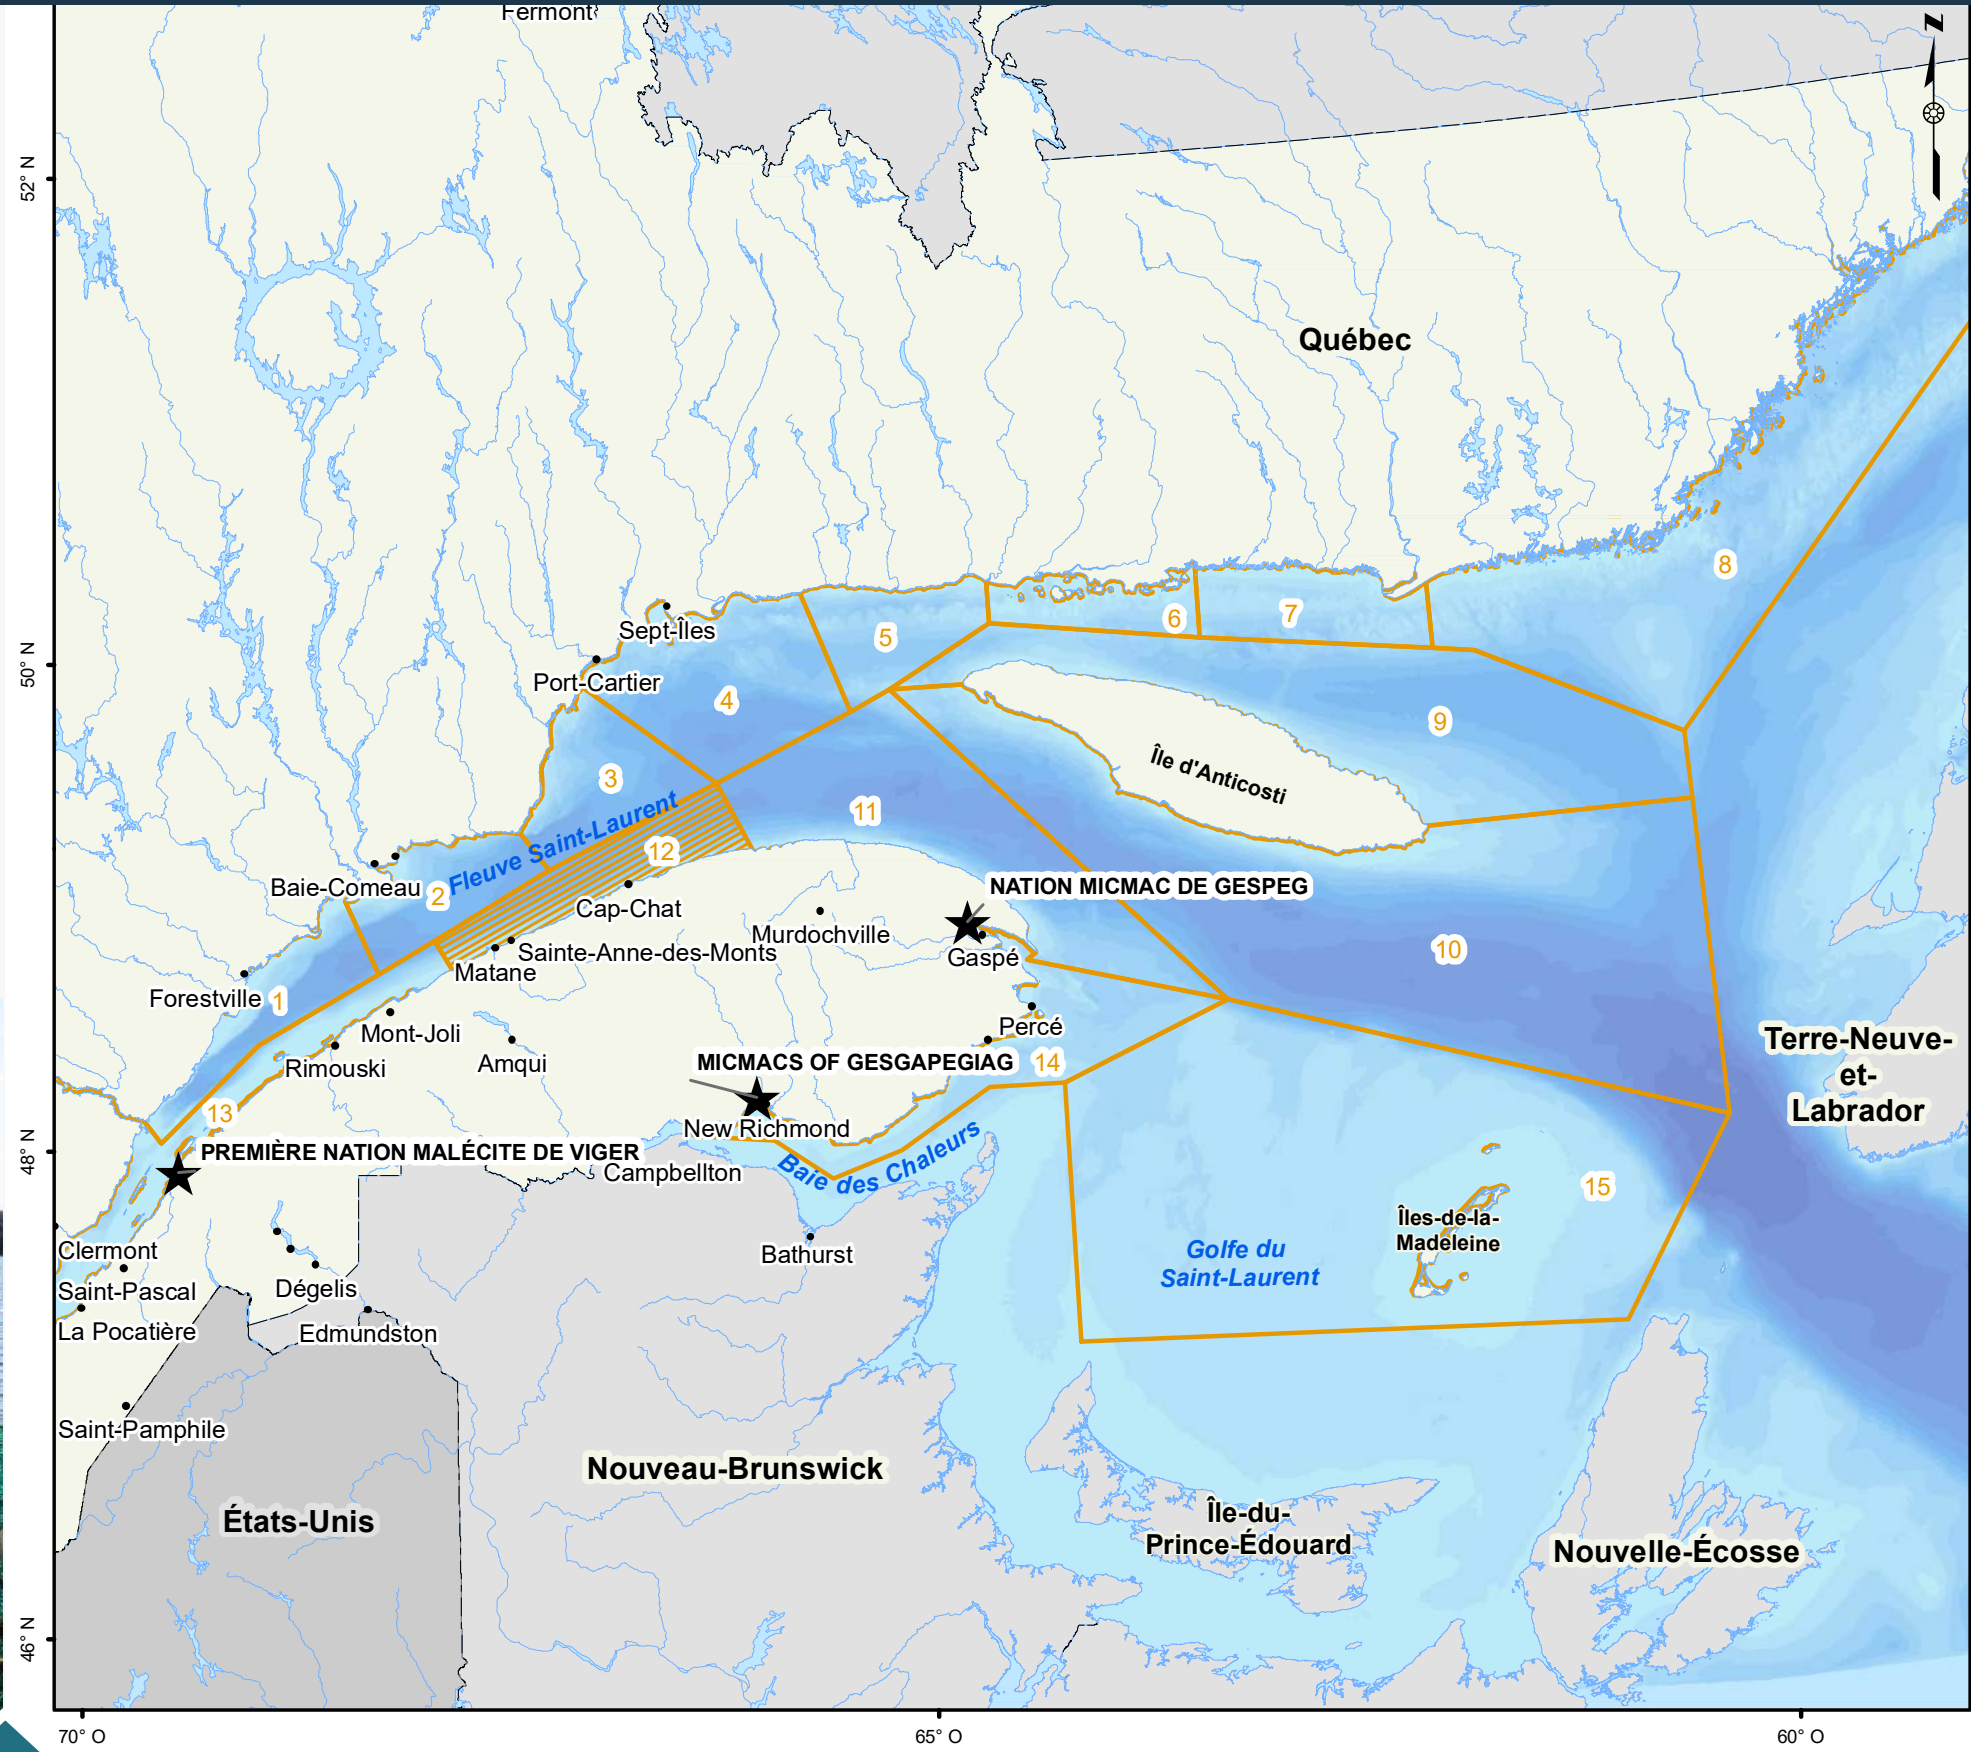 Fermont
N
52° N
Québec
8
7
6
Sept-Îles
5
50° N
Port-Cartier
4
9
Île d'Anticosti
3
Fleuve Saint-Laurent
11
12
Baie-Comeau
2
NATION MICMAC DE GESPEG
Cap-Chat
Murdochville
Sainte-Anne-des-Monts
Gaspé
10
Matane
Forestville
1
Percé
Mont-Joli
Terre-Neuve-
et-
Labrador
Rimouski
Amqui
MICMACS OF GESGAPEGIAG
14
13
New Richmond
48° N
PREMIÈRE NATION MALÉCITE DE VIGER
Campbellton
Baie des Chaleurs
15
Îles-de-la-
Madeleine
Clermont
Bathurst
Golfe du
Saint-Laurent
Saint-Pascal
Dégelis
La Pocatière
Edmundston
Saint-Pamphile
Nouveau-Brunswick
États-Unis
Île-du-
Prince-Édouard
Nouvelle-Écosse
46° N
70° O
65° O
60° O